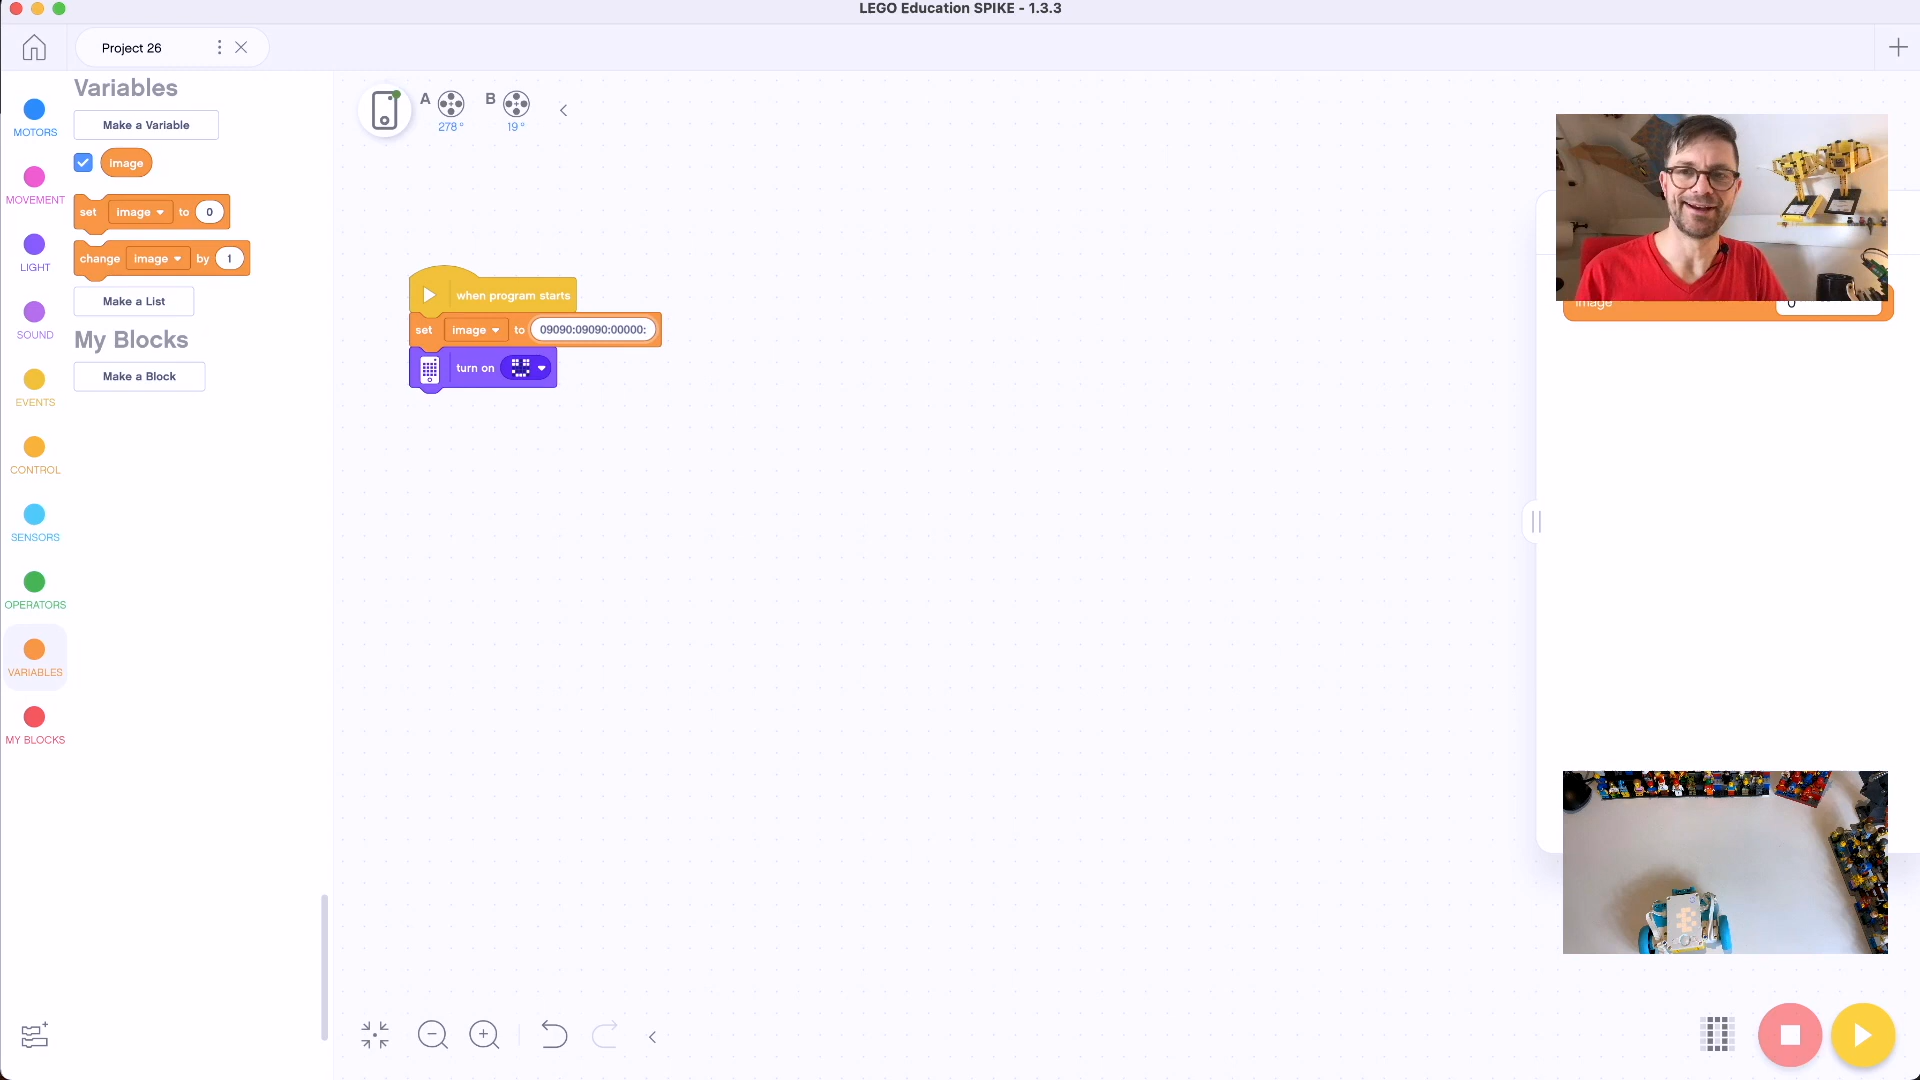 LEGO Education SPIKE - 1.3.3
Project 26
Variables
Make a Variable
image
set image to 0
change image by 1
Make a List
My Blocks
Make a Block
MOTORS
MOVEMENT
LIGHT
SOUND
EVENTS
CONTROL
SENSORS
OPERATORS
VARIABLES
MY BLOCKS
A
278°
B
19°
when program starts
set image to 09090:09090:00000:
turn on
image 0